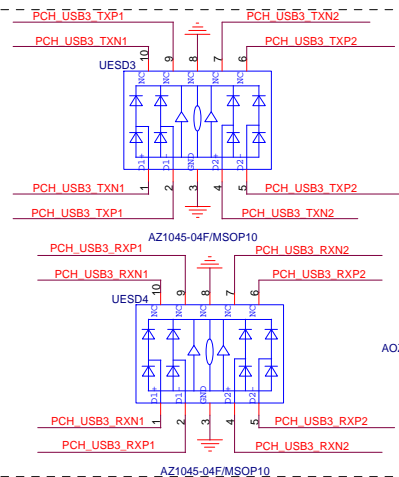 PCH_USB3_TXP1 PCH_USB3_TXN2
PCH_USB3_TXN1 PCH_USB3_TXP2
10 9 8 7 6
UESD3
NC NC NC NC NC
D1+ D1- GND D2+ D2-
1 2 3 4 5
PCH_USB3_TXN1 PCH_USB3_TXP2
PCH_USB3_TXP1 PCH_USB3_TXN2
AZ1045-04F/MSOP10
PCH_USB3_RXP1 PCH_USB3_RXN2
PCH_USB3_RXN1 PCH_USB3_RXP2
10 9 8 7 6
UESD4
NC NC NC NC NC
AOZ
D1+ D1- GND D2+ D2-
1 2 3 4 5
PCH_USB3_RXN1 PCH_USB3_RXP2
PCH_USB3_RXP1 PCH_USB3_RXN2
AZ1045-04F/MSOP10